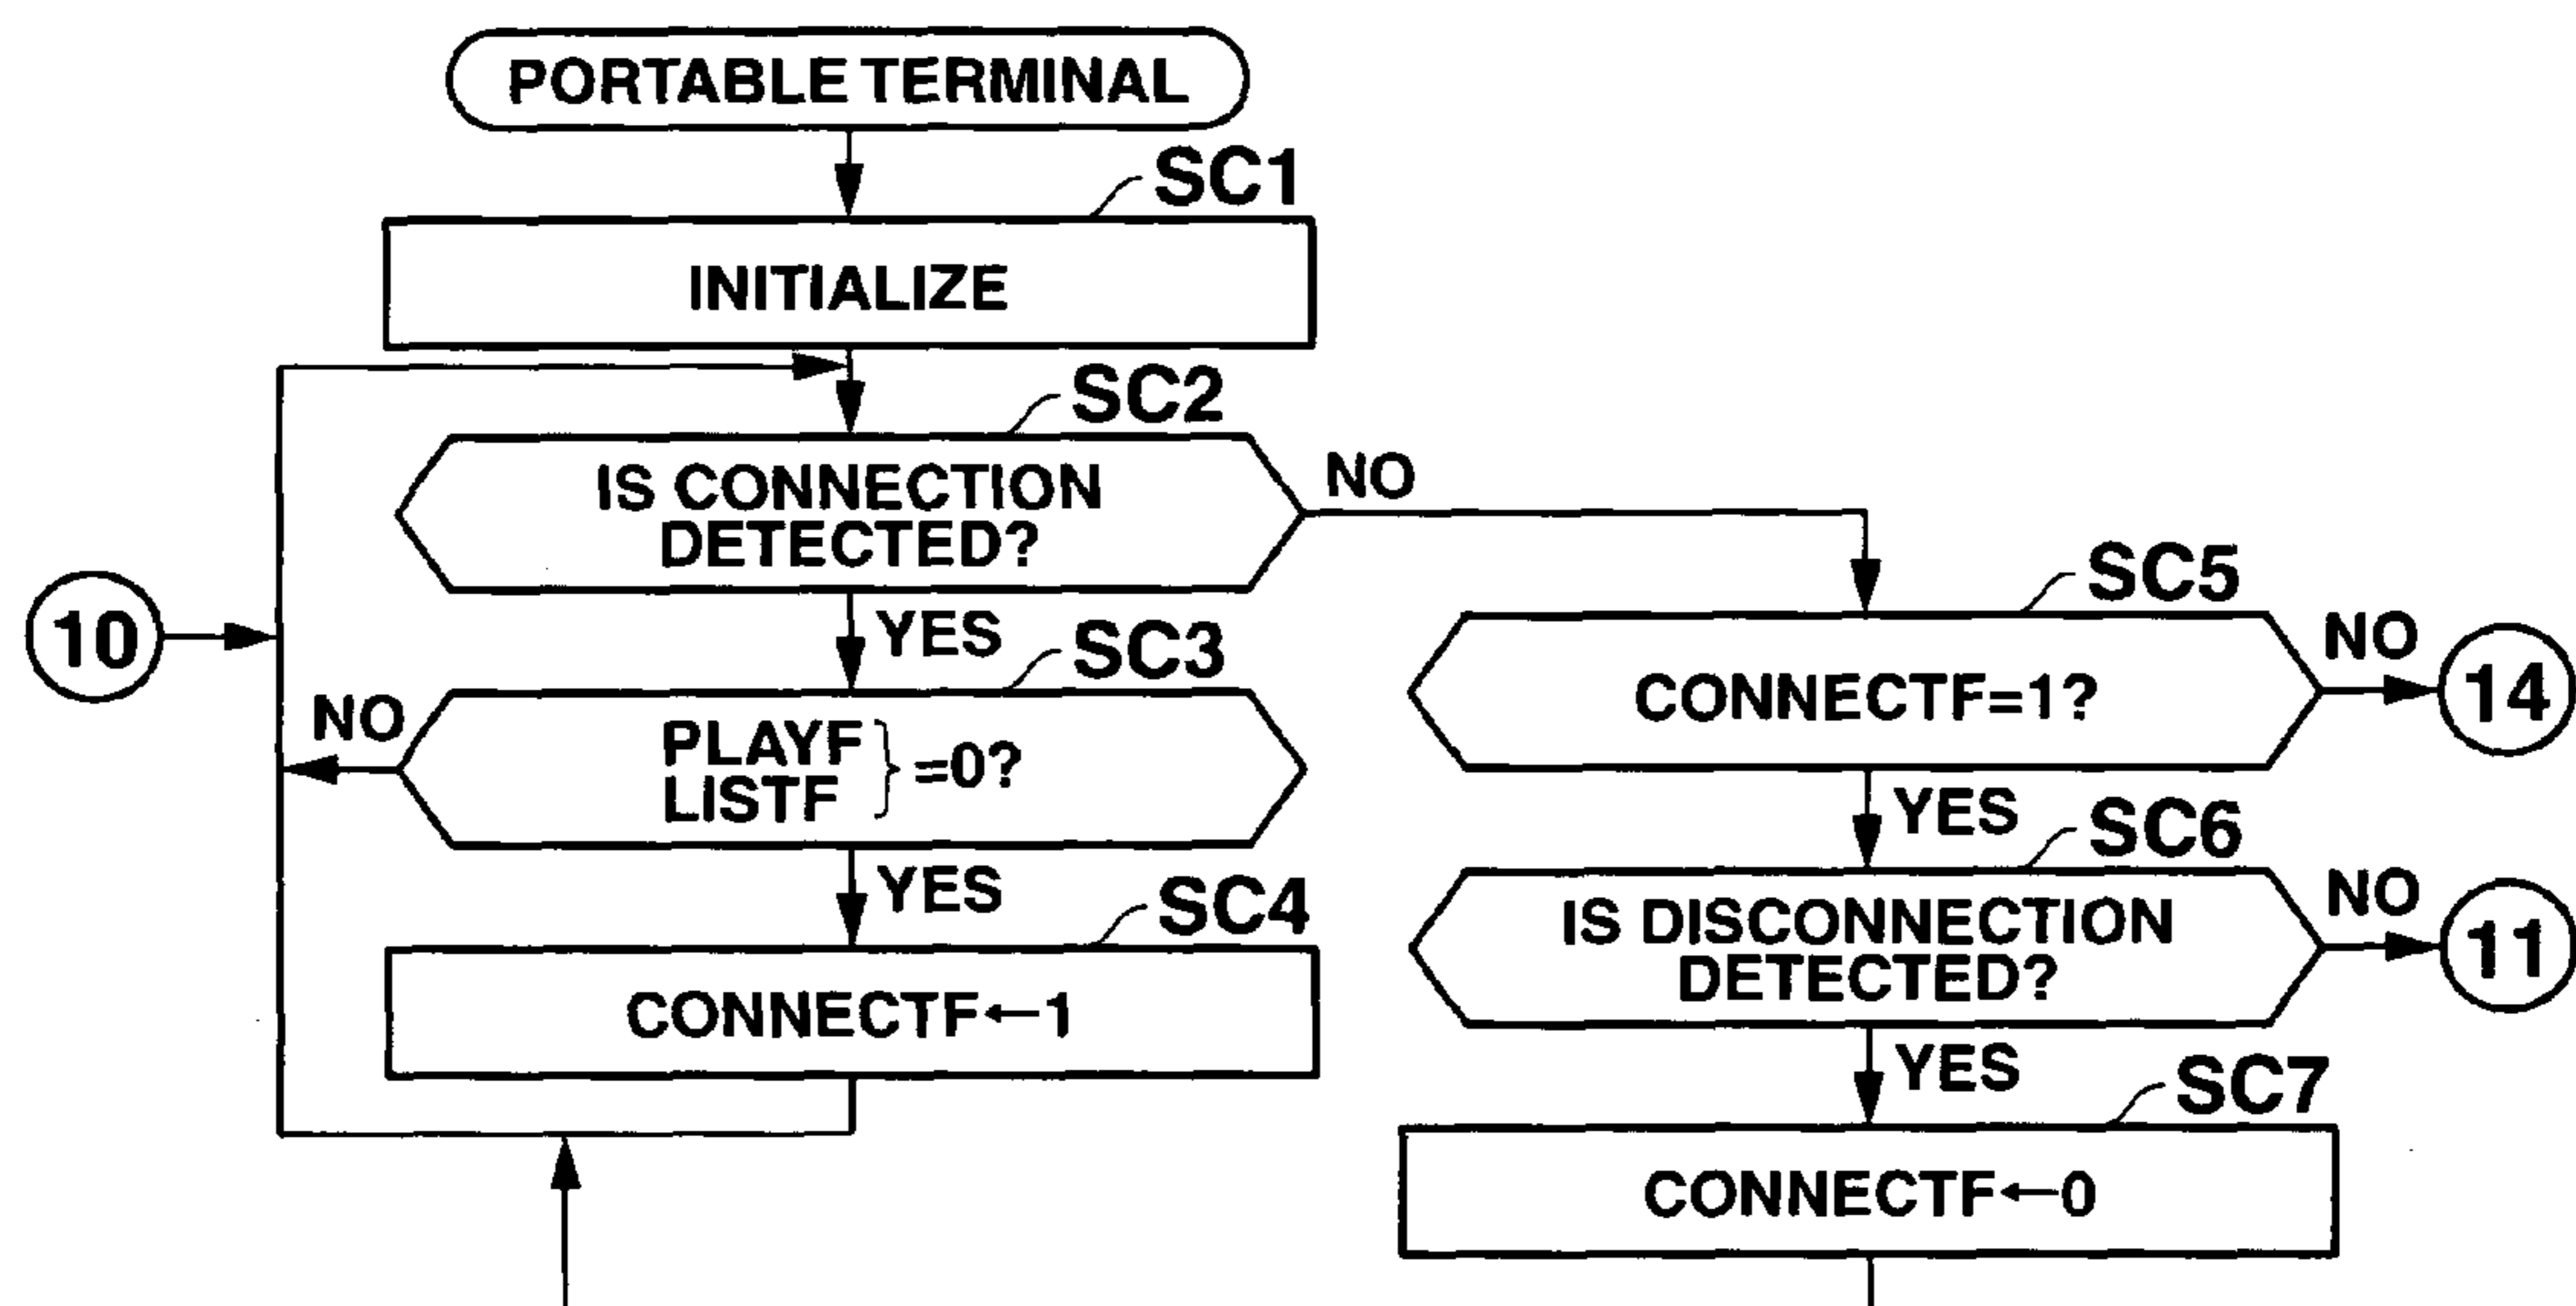 PORTABLE TERMINAL
SC1
INITIALIZE
SC2
IS CONNECTION
DETECTED?
NO
YES
10
SC3
NO
PLAYF
LISTF
=0?
YES
SC4
CONNECTF←1
SC5
CONNECTF=1?
NO
14
YES
SC6
IS DISCONNECTION
DETECTED?
NO
11
YES
SC7
CONNECTF←0